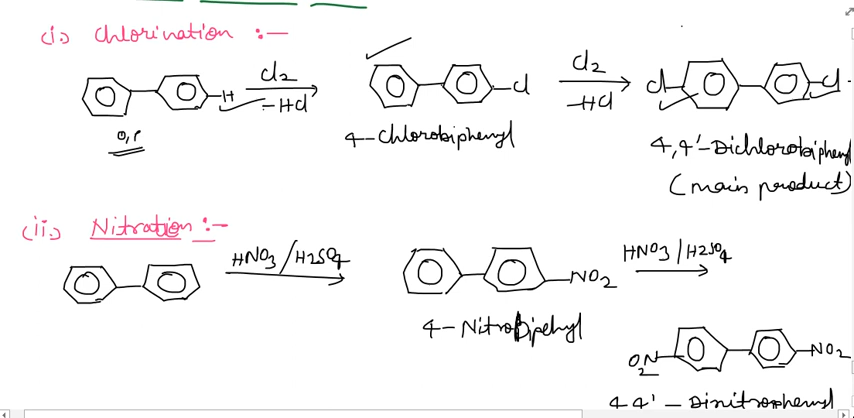 (i) Chlorination :-
Cl2
-H
-HCl
-Cl
Cl2
-HCl
Cl-
-Cl
O,P
4-Chlorobiphenyl
4,4'-Dichlorobiphenyl
(main product)
(ii) Nitration :-
HNO3/H2SO4
-NO2
HNO3/H2SO4
4-Nitrobipehyl
O2N-
-NO2
4 4' - Dinitrophenyl